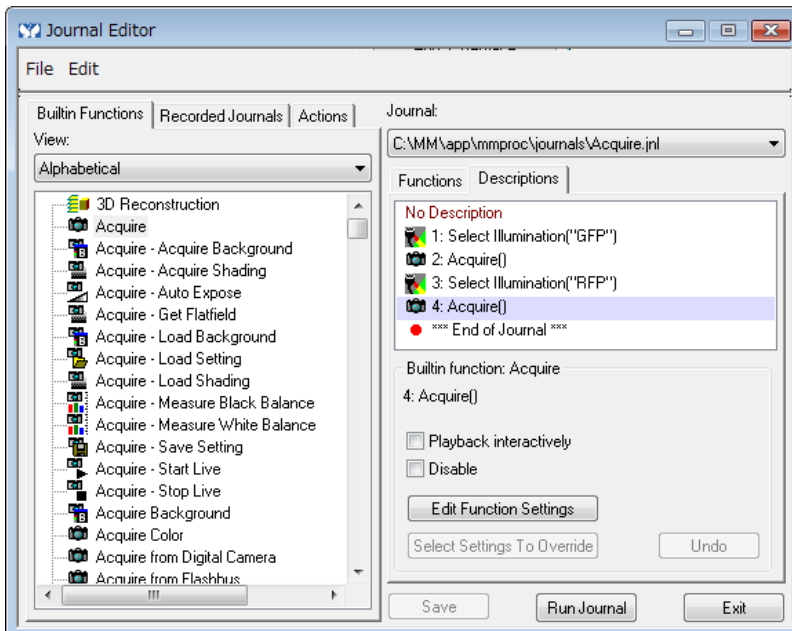 Journal Editor
File Edit
Builtin Functions Recorded Journals Actions
View:
Alphabetical
3D Reconstruction
Acquire
Acquire - Acquire Background
Acquire - Acquire Shading
Acquire - Auto Expose
Acquire - Get Flatfield
Acquire - Load Background
Acquire - Load Setting
Acquire - Load Shading
Acquire - Measure Black Balance
Acquire - Measure White Balance
Acquire - Save Setting
Acquire - Start Live
Acquire - Stop Live
Acquire Background
Acquire Color
Acquire from Digital Camera
Acquire from Flashbus
Journal:
C:\MM\app\mmproc\journals\Acquire.jnl
Functions Descriptions
No Description
1: Select Illumination("GFP")
2: Acquire()
3: Select Illumination("RFP")
4: Acquire()
*** End of Journal ***
Builtin function: Acquire
4: Acquire()
Playback interactively
Disable
Edit Function Settings
Select Settings To Override Undo
Save Run Journal Exit